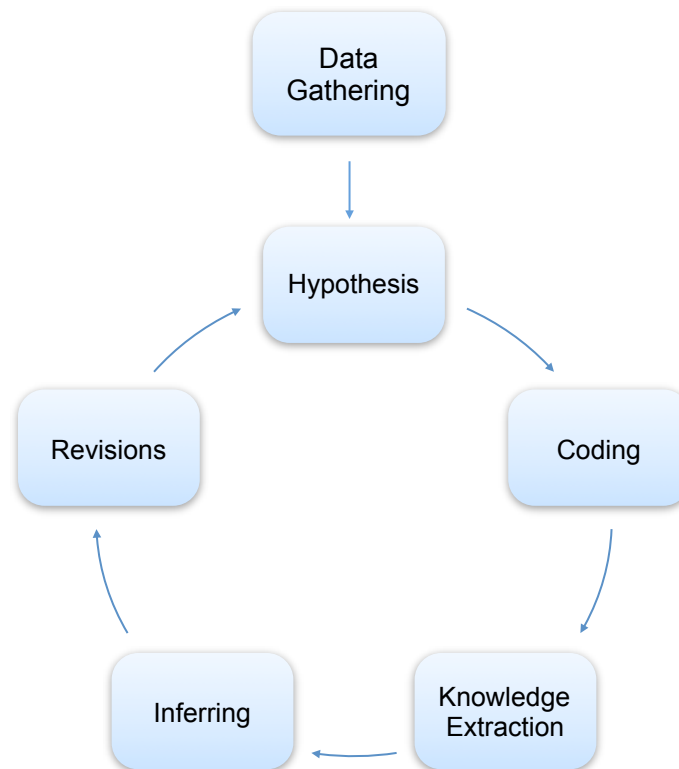 Data
Gathering
Hypothesis
Coding
Knowledge
Extraction
Inferring
Revisions